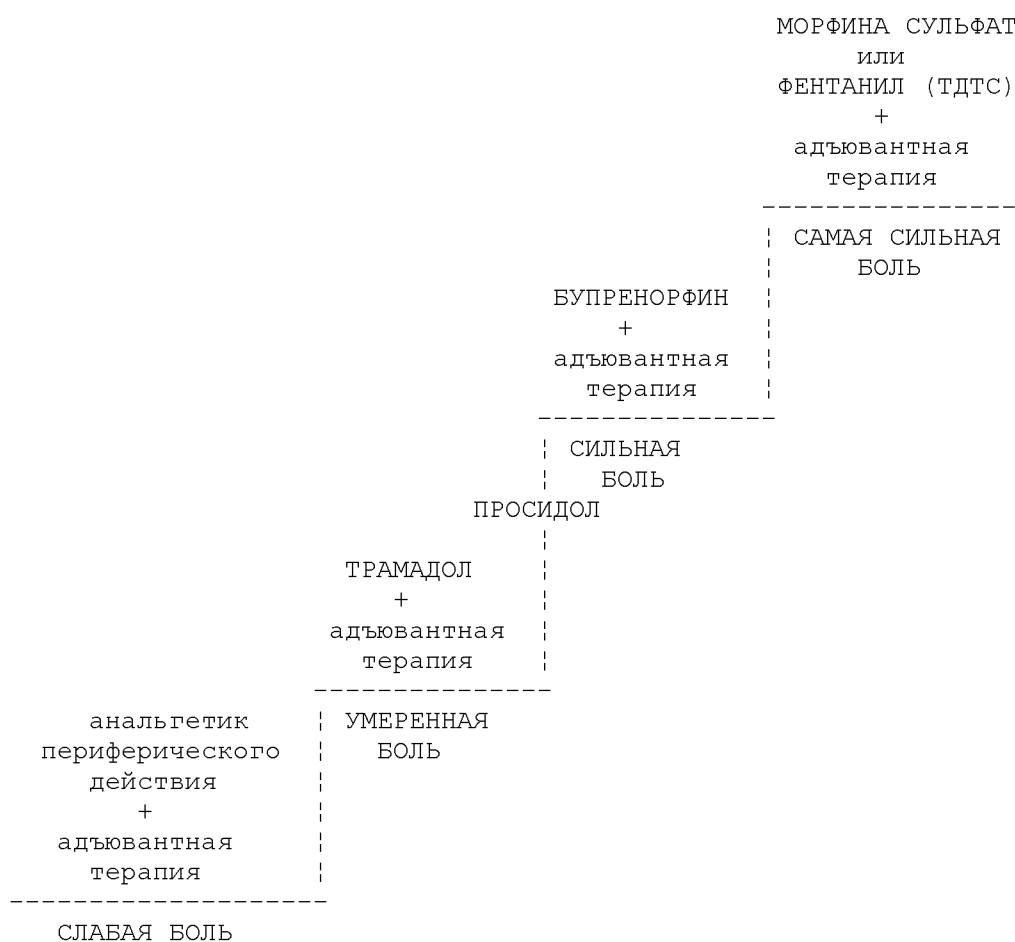 МОРФИНА СУЛЬФАТ
или
ФЕНТАНИЛ (ТДТС)
+
адъювантная
терапия
САМАЯ СИЛЬНАЯ
БОЛЬ
БУПРЕНОРФИН
+
адъювантная
терапия
СИЛЬНАЯ
БОЛЬ
ПРОСИДОЛ
ТРАМАДОЛ
+
адъювантная
терапия
УМЕРЕННАЯ
БОЛЬ
анальгетик
периферического
действия
+
адъювантная
терапия
СЛАБАЯ БОЛЬ